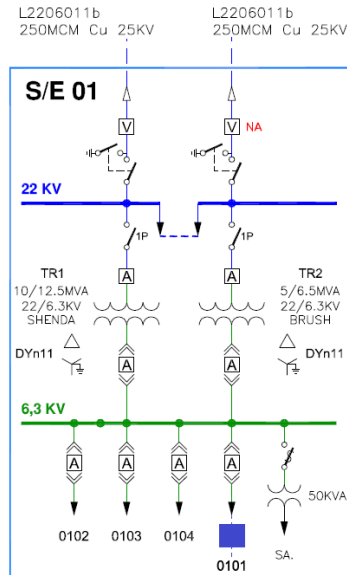 L2206011b L2206011b
250MCM Cu 25KV 250MCM Cu 25KV
S/E 01
V V NA
22 KV
1P 1P
A A
TR1 TR2
10/12.5MVA 5/6.5MVA
22/6.3KV 22/6.3KV
SHENDA BRUSH
DYn11 DYn11
A A
6,3 KV
A A A A
50KVA
0102 0103 0104 0101 SA.